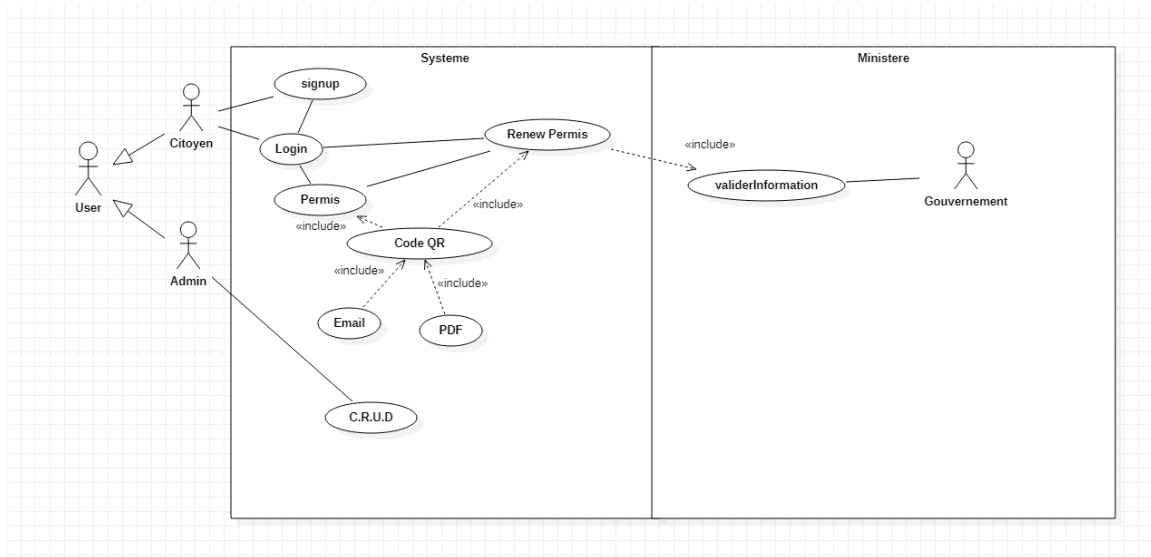 Systeme
Ministere
signup
Citoyen
Login
Renew Permis
«include»
validerInformation
Gouvernement
User
Permis
«include»
«include»
Code QR
Admin
«include»
«include»
Email
PDF
C.R.U.D